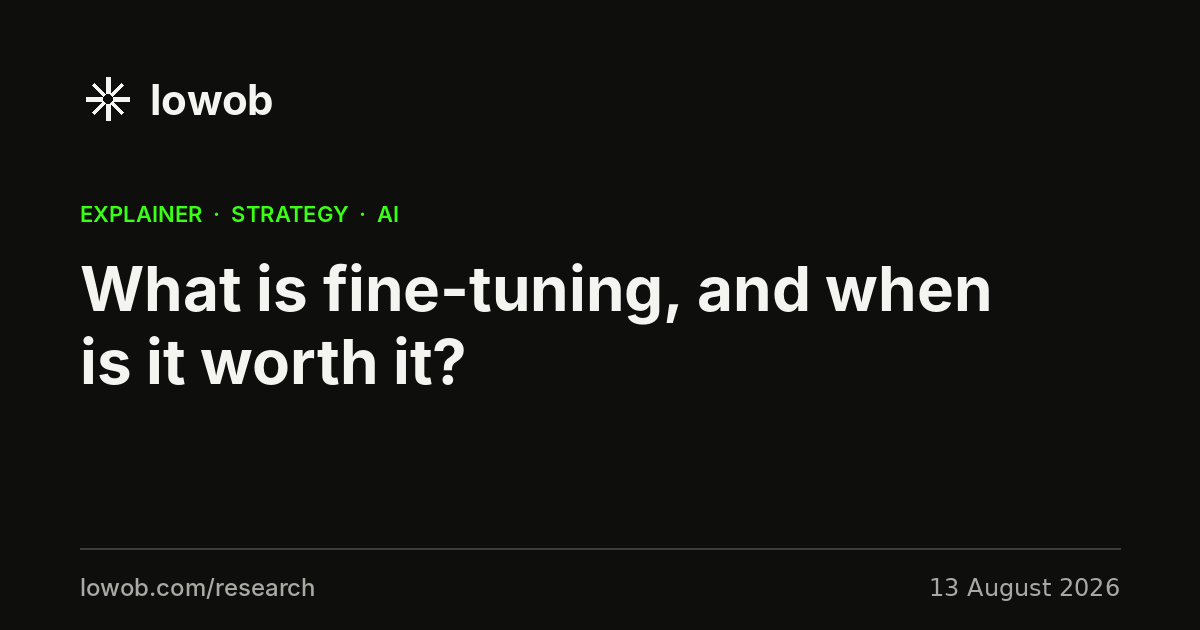 lowob
EXPLAINER · STRATEGY · AI
What is fine-tuning, and when
is it worth it?
lowob.com/research
13 August 2026